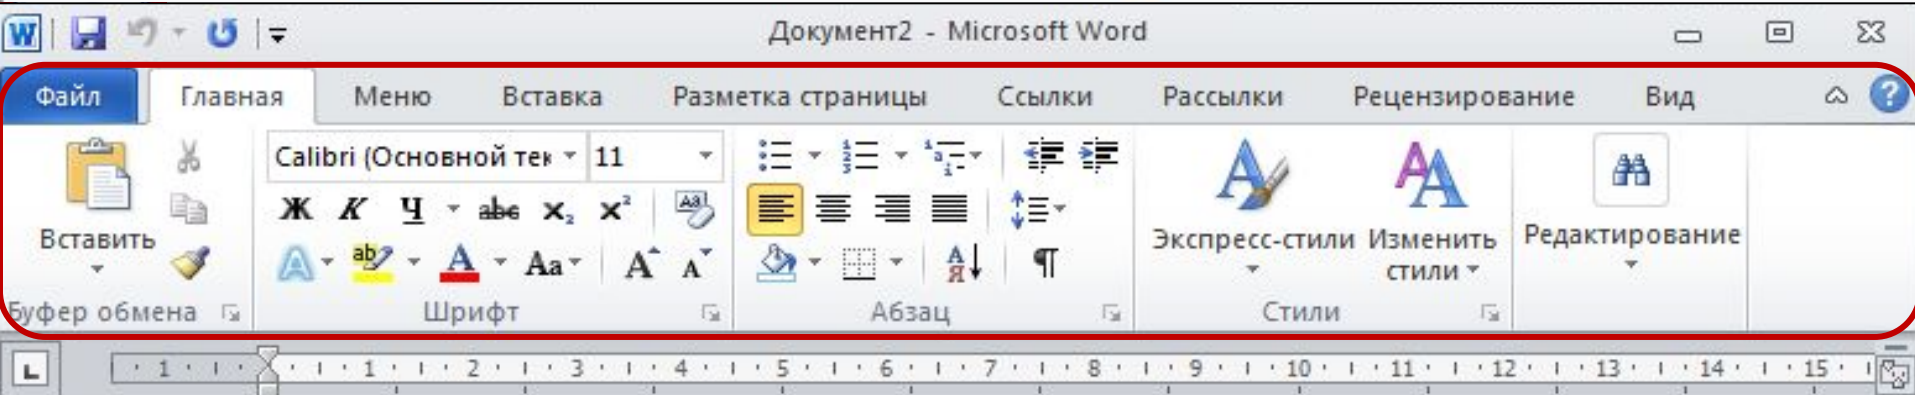 Документ2 - Microsoft Word
Файл Главная Меню Вставка Разметка страницы Ссылки Рассылки Рецензирование Вид
Calibri (Основной тек 11
Ж К Ч abc x₂ x²
Aa A A
Вставить
Экспресс-стили Изменить стили Редактирование
Буфер обмена Шрифт Абзац Стили
1 1 2 3 4 5 6 7 8 9 10 11 12 13 14 15